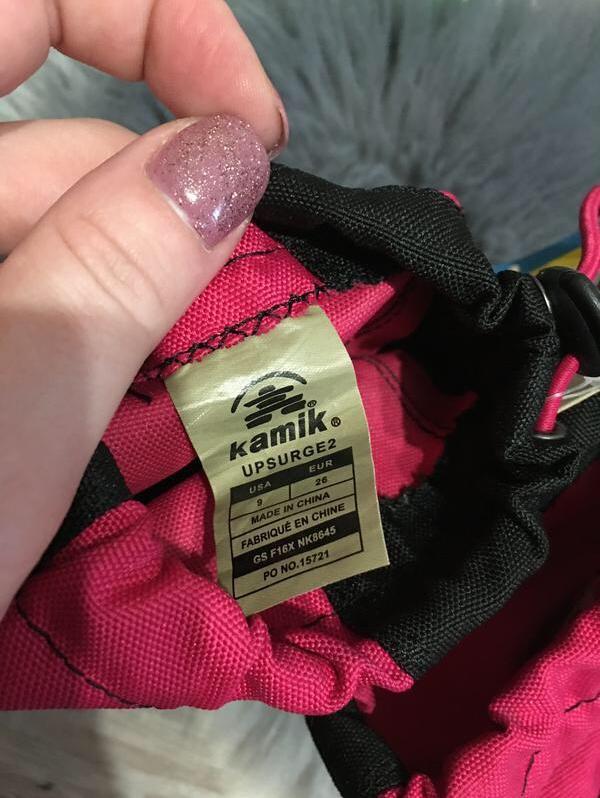 kamik®
UPSURGE2
USA EUR
9 26
MADE IN CHINA
FABRIQUÉ EN CHINE
GS F16X NK8645
PO NO.15721